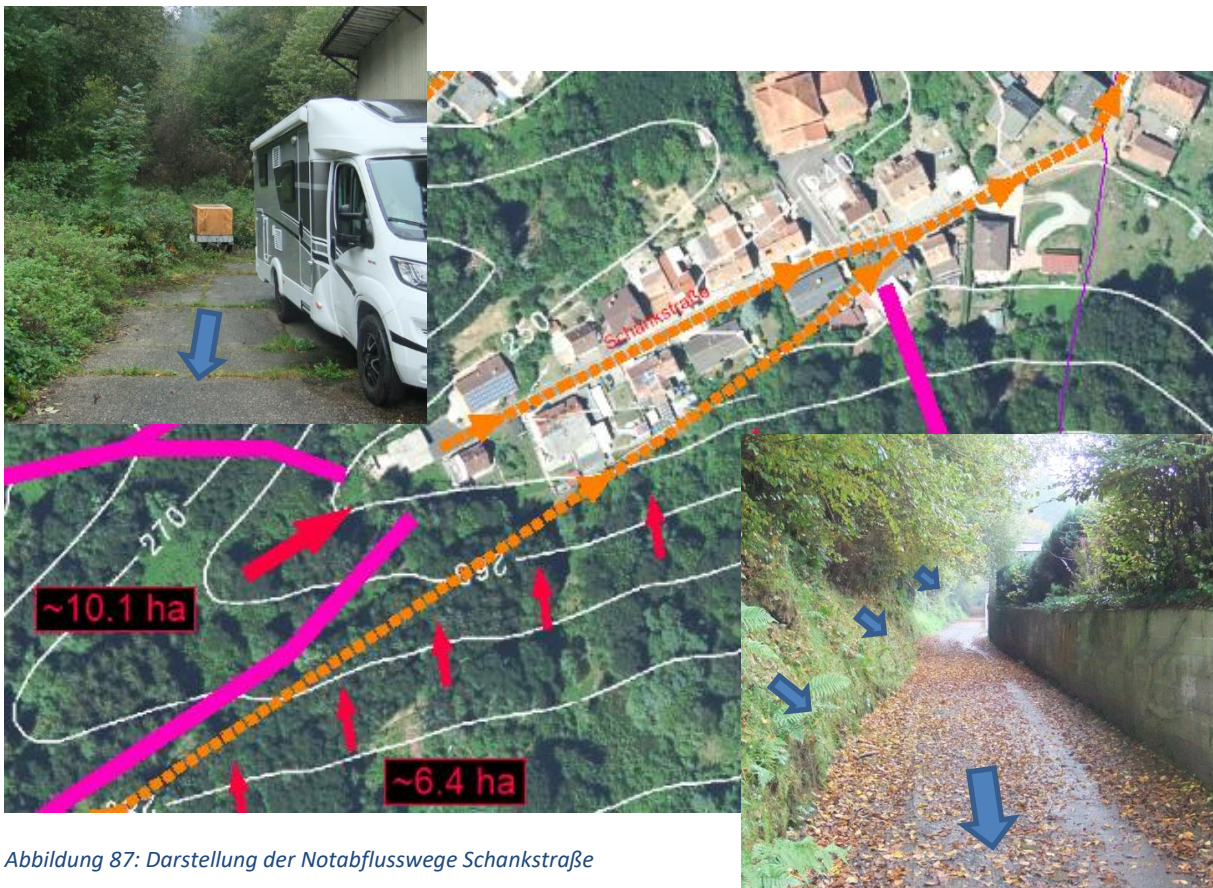 240
Schankstraße
250
270
260
~10.1 ha
~6.4 ha
Abbildung 87: Darstellung der Notabflusswege Schankstraße